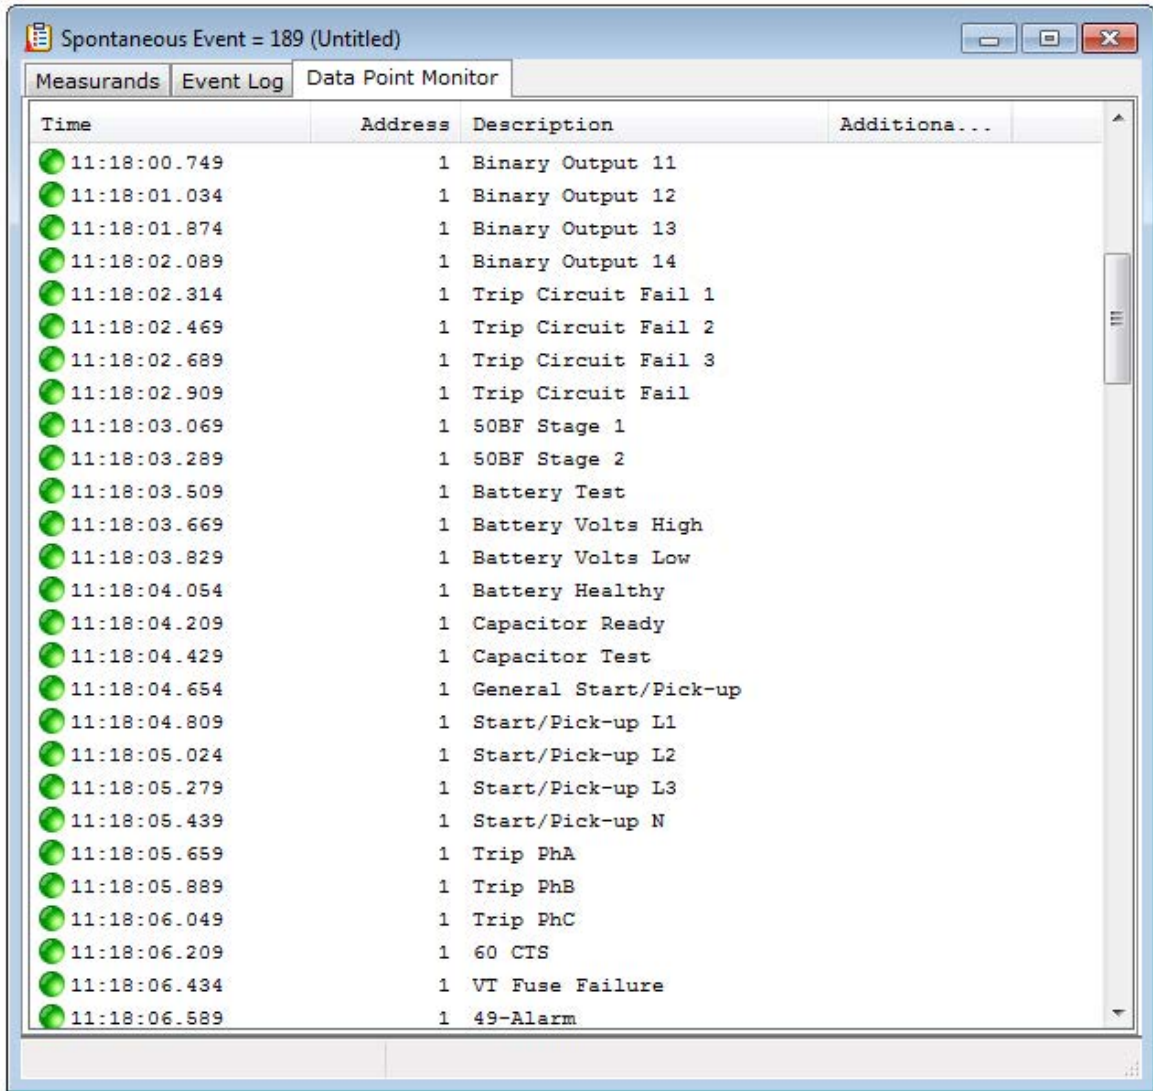 Spontaneous Event = 189 (Untitled)
Measurands Event Log Data Point Monitor
Time Address Description Additiona...
11:18:00.749 1 Binary Output 11
11:18:01.034 1 Binary Output 12
11:18:01.874 1 Binary Output 13
11:18:02.089 1 Binary Output 14
11:18:02.314 1 Trip Circuit Fail 1
11:18:02.469 1 Trip Circuit Fail 2
11:18:02.689 1 Trip Circuit Fail 3
11:18:02.909 1 Trip Circuit Fail
11:18:03.069 1 50BF Stage 1
11:18:03.289 1 50BF Stage 2
11:18:03.509 1 Battery Test
11:18:03.669 1 Battery Volts High
11:18:03.829 1 Battery Volts Low
11:18:04.054 1 Battery Healthy
11:18:04.209 1 Capacitor Ready
11:18:04.429 1 Capacitor Test
11:18:04.654 1 General Start/Pick-up
11:18:04.809 1 Start/Pick-up L1
11:18:05.024 1 Start/Pick-up L2
11:18:05.279 1 Start/Pick-up L3
11:18:05.439 1 Start/Pick-up N
11:18:05.659 1 Trip PhA
11:18:05.889 1 Trip PhB
11:18:06.049 1 Trip PhC
11:18:06.209 1 60 CTS
11:18:06.434 1 VT Fuse Failure
11:18:06.589 1 49-Alarm